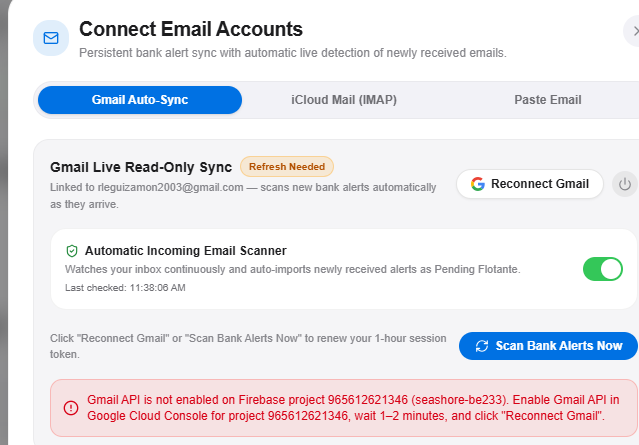 Connect Email Accounts
Persistent bank alert sync with automatic live detection of newly received emails.
Gmail Auto-Sync
iCloud Mail (IMAP)
Paste Email
Gmail Live Read-Only Sync
Refresh Needed
Linked to rleguizamon2003@gmail.com — scans new bank alerts automatically
as they arrive.
Reconnect Gmail
Automatic Incoming Email Scanner
Watches your inbox continuously and auto-imports newly received alerts as Pending Flotante.
Last checked: 11:38:06 AM
Click "Reconnect Gmail" or "Scan Bank Alerts Now" to renew your 1-hour session
token.
Scan Bank Alerts Now
Gmail API is not enabled on Firebase project 965612621346 (seashore-be233). Enable Gmail API in
Google Cloud Console for project 965612621346, wait 1–2 minutes, and click "Reconnect Gmail".